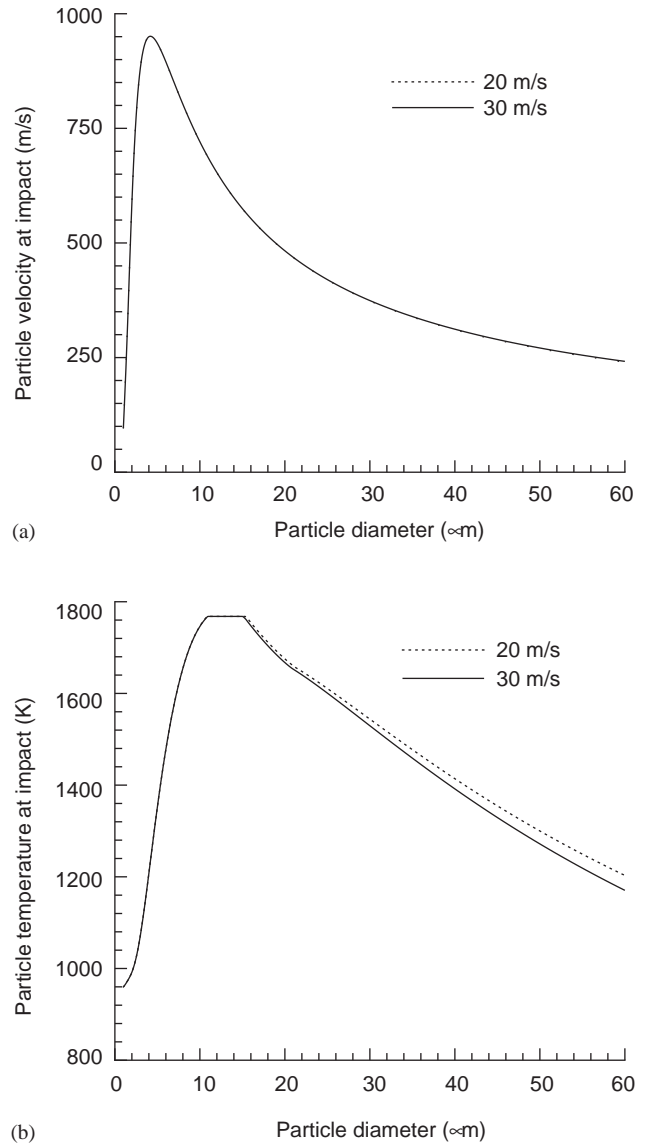 1000
750
500
250
0
Particle velocity at impact (m/s)
20 m/s
30 m/s
0 10 20 30 40 50 60
Particle diameter (∝m)
(a)
1800
1600
1400
1200
1000
800
Particle temperature at impact (K)
20 m/s
30 m/s
0 10 20 30 40 50 60
Particle diameter (∝m)
(b)